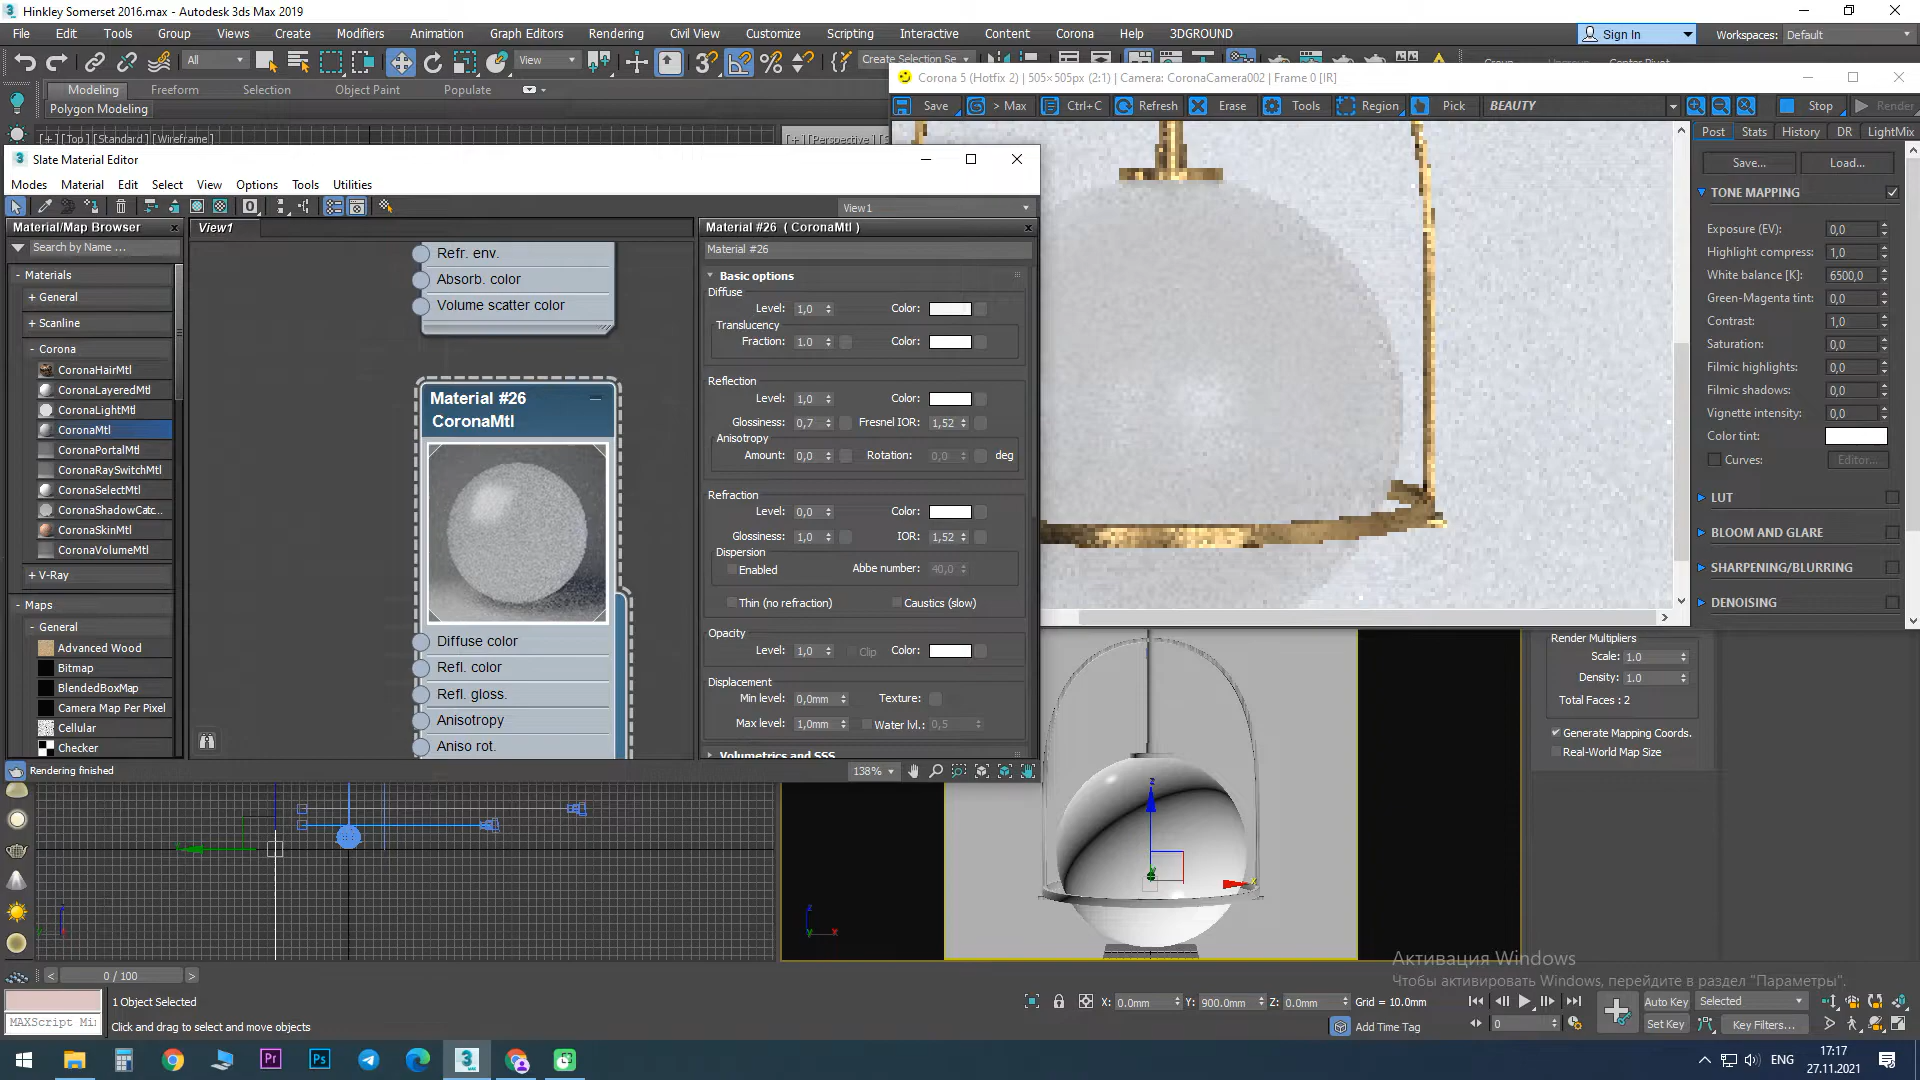 Hinkley Somerset 2016.max - Autodesk 3ds Max 2019
File Edit Tools Group Views Create Modifiers Animation Graph Editors Rendering Civil View Customize Scripting Interactive Content Corona Help 3DGROUND
Sign In
Workspaces: Default
All
View
Create Selection Se
Modeling Freeform Selection Object Paint Populate
Polygon Modeling
[+] [Top] [Standard] [Wireframe]
[+] [Perspective]
Corona 5 (Hotfix 2) | 505×505px (2:1) | Camera: CoronaCamera002 | Frame 0 [IR]
Save > Max Ctrl+C Refresh Erase Tools Region Pick BEAUTY Stop Render
Post Stats History DR LightMix
Save... Load...
TONE MAPPING
Exposure (EV): 0,0
Highlight compress: 1,0
White balance [K]: 6500,0
Green-Magenta tint: 0,0
Contrast: 1,0
Saturation: 0,0
Filmic highlights: 0,0
Filmic shadows: 0,0
Vignette intensity: 0,0
Color tint:
Curves: Editor...
LUT
BLOOM AND GLARE
SHARPENING/BLURRING
DENOISING
Slate Material Editor
Modes Material Edit Select View Options Tools Utilities
View1
Material/Map Browser
Search by Name ...
- Materials
+ General
+ Scanline
- Corona
CoronaHairMtl
CoronaLayeredMtl
CoronaLightMtl
CoronaMtl
CoronaPortalMtl
CoronaRaySwitchMtl
CoronaSelectMtl
CoronaShadowCatc...
CoronaSkinMtl
CoronaVolumeMtl
+ V-Ray
- Maps
- General
Advanced Wood
Bitmap
BlendedBoxMap
Camera Map Per Pixel
Cellular
Checker
View1
Refr. env.
Absorb. color
Volume scatter color
Material #26
CoronaMtl
Diffuse color
Refl. color
Refl. gloss.
Anisotropy
Aniso rot.
Material #26 ( CoronaMtl )
Material #26
Basic options
Diffuse
Level: 1,0 Color:
Translucency
Fraction: 1.0 Color:
Reflection
Level: 1,0 Color:
Glossiness: 0,7 Fresnel IOR: 1,52
Anisotropy
Amount: 0,0 Rotation: 0,0 deg
Refraction
Level: 0,0 Color:
Glossiness: 1,0 IOR: 1,52
Dispersion
Enabled Abbe number: 40,0
Thin (no refraction) Caustics (slow)
Opacity
Level: 1,0 Clip Color:
Displacement
Min level: 0,0mm Texture:
Max level: 1,0mm Water lvl.: 0,5
Volumetrics and SSS
Rendering finished
138%
Render Multipliers
Scale: 1.0
Density: 1.0
Total Faces : 2
Generate Mapping Coords.
Real-World Map Size
Активация Windows
Чтобы активировать Windows, перейдите в раздел "Параметры".
0 / 100
1 Object Selected
MAXScript Mi
Click and drag to select and move objects
X: 0.0mm Y: 900.0mm Z: 0.0mm Grid = 10.0mm
Add Time Tag
0
Auto Key Selected
Set Key Key Filters...
ENG
17:17
27.11.2021